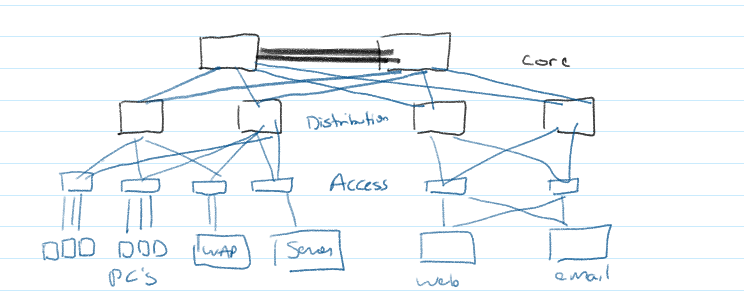 Core
Distribution
Access
WAP
Server
PC's
web
email